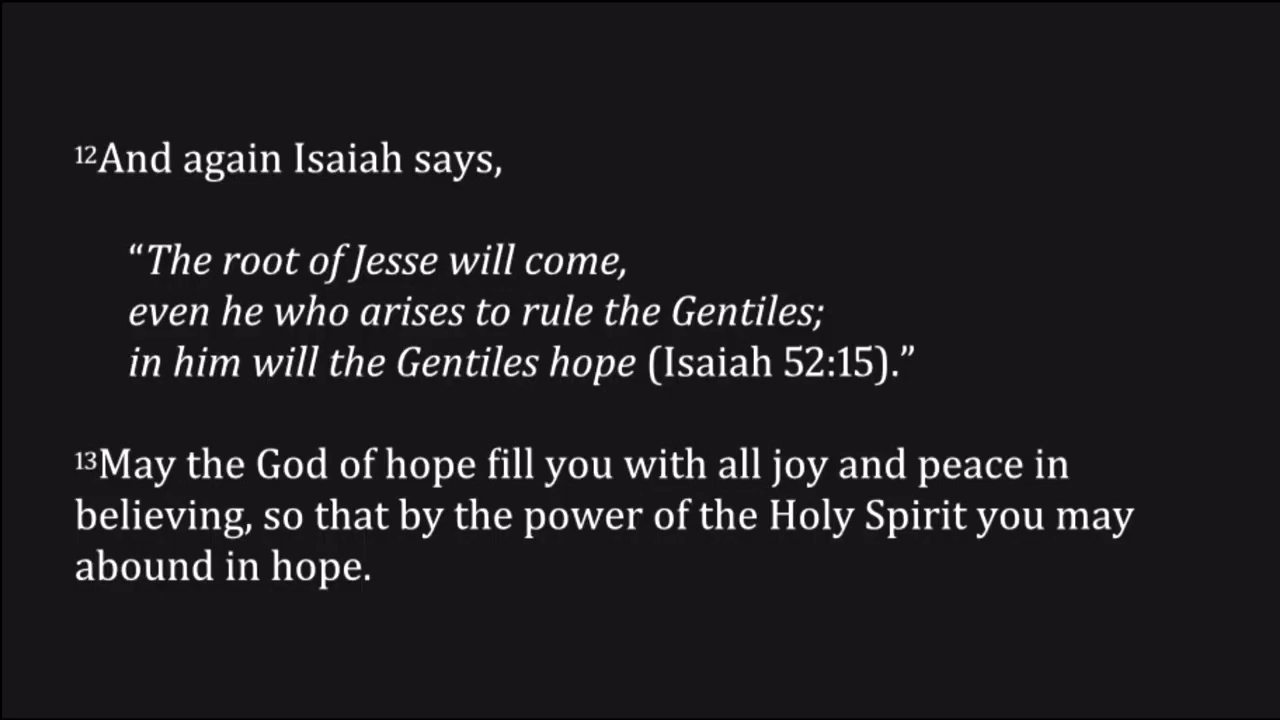 ¹²And again Isaiah says,
“The root of Jesse will come,
even he who arises to rule the Gentiles;
in him will the Gentiles hope (Isaiah 52:15).”
¹³May the God of hope fill you with all joy and peace in
believing, so that by the power of the Holy Spirit you may
abound in hope.